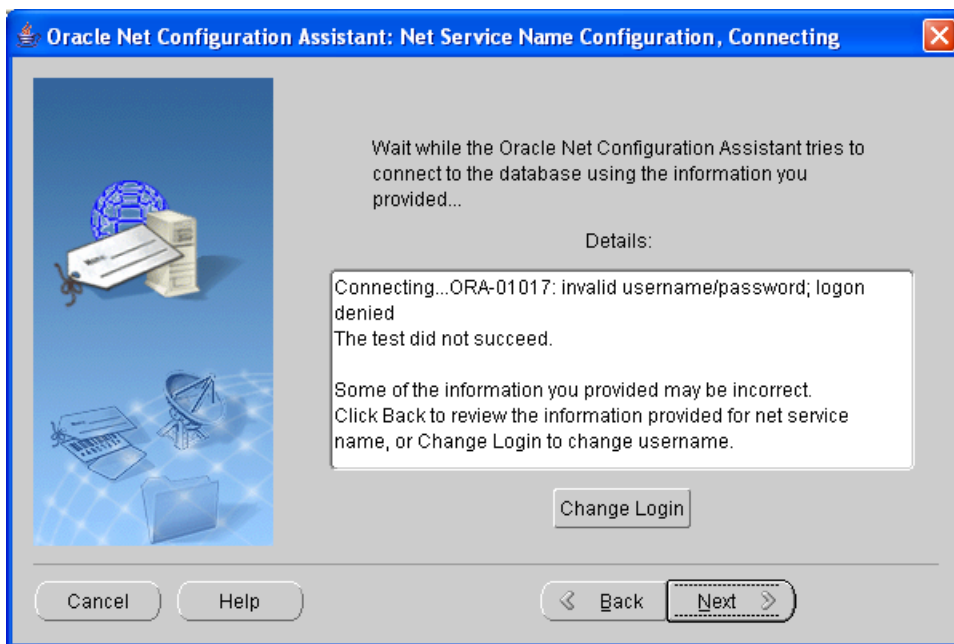 Oracle Net Configuration Assistant: Net Service Name Configuration, Connecting
Wait while the Oracle Net Configuration Assistant tries to
connect to the database using the information you
provided...
Details:
Connecting...ORA-01017: invalid username/password; logon
denied
The test did not succeed.
Some of the information you provided may be incorrect.
Click Back to review the information provided for net service
name, or Change Login to change username.
Change Login
Cancel
Help
Back
Next